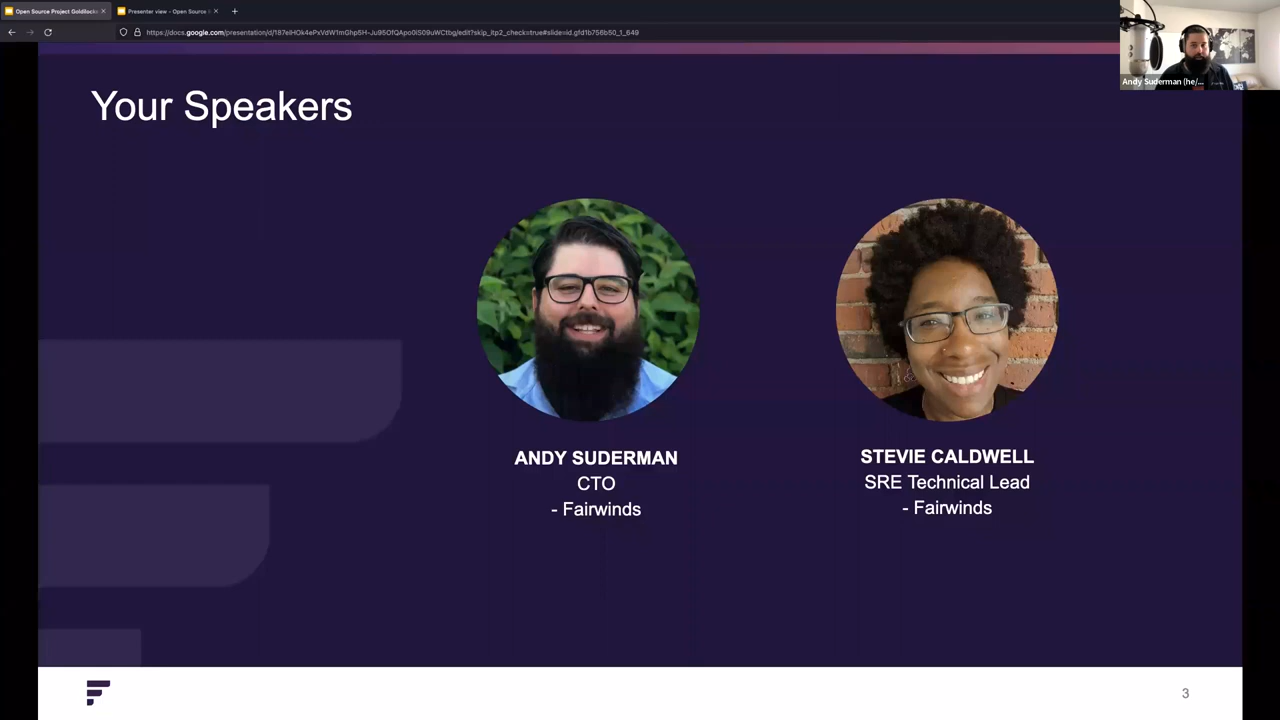 Open Source Project Goldilocks
Presenter view - Open Source
Andy Suderman (he/...
Your Speakers
ANDY SUDERMAN
CTO
- Fairwinds
STEVIE CALDWELL
SRE Technical Lead
- Fairwinds
3